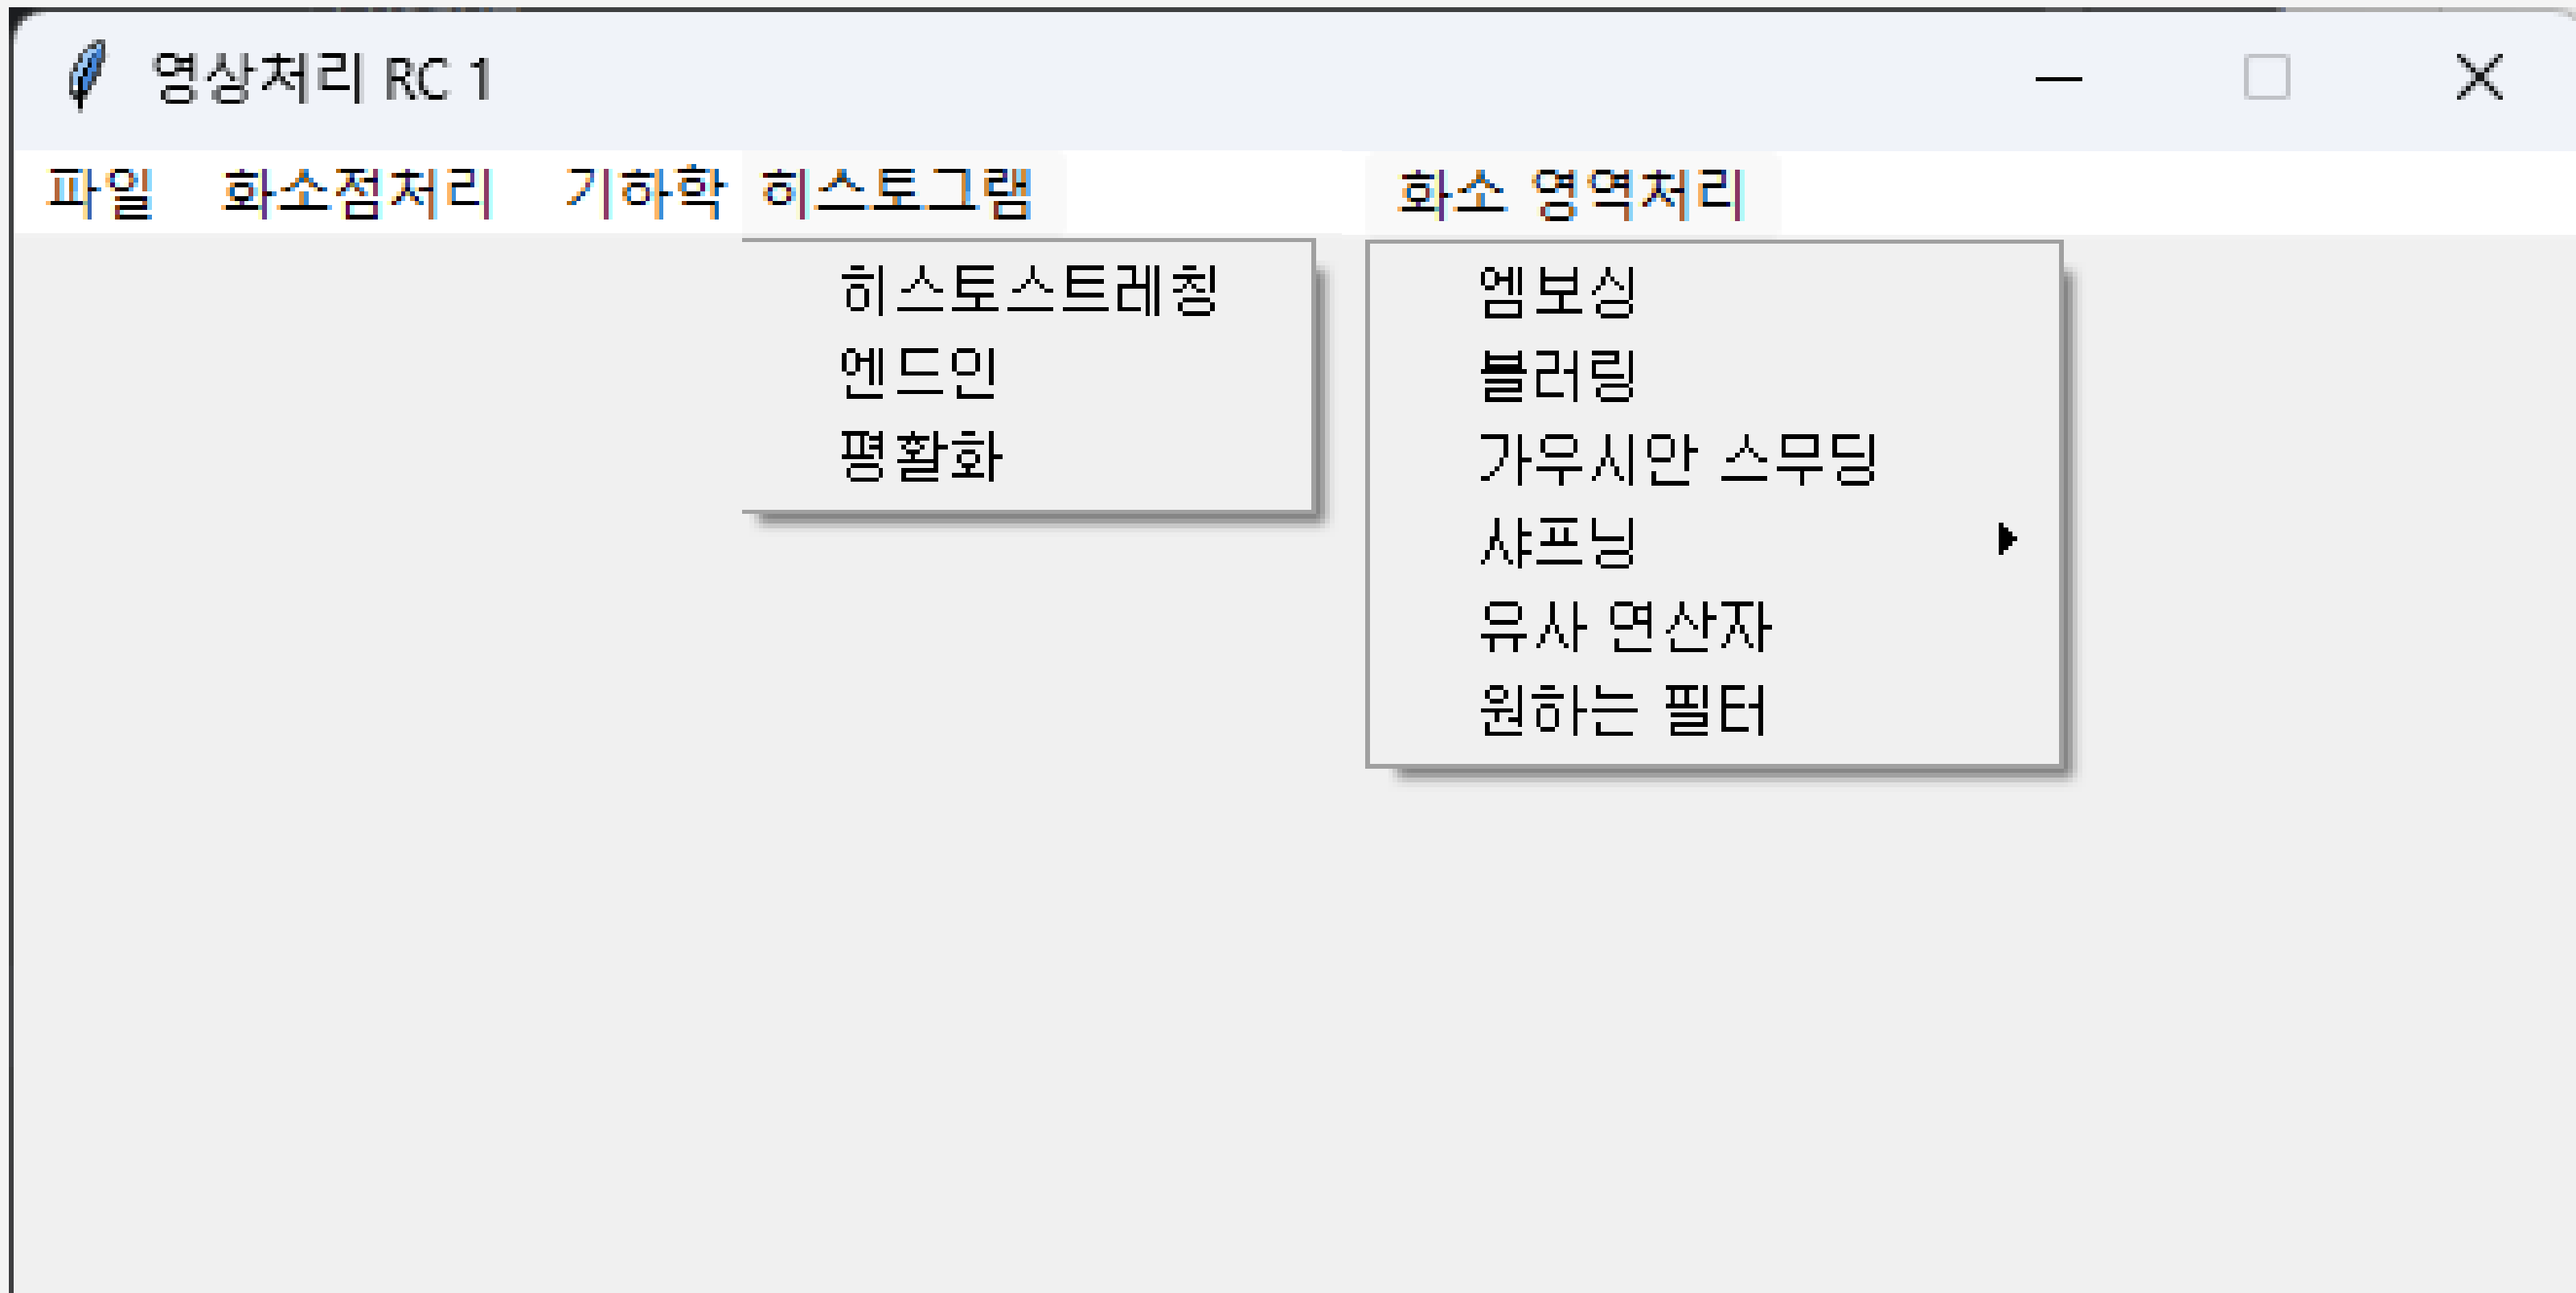 영상처리 RC 1
파일 화소점처리 기하학 히스토그램 화소 영역처리
히스토스트레칭
엔드인
평활화
엠보싱
블러링
가우시안 스무딩
샤프닝
유사 연산자
원하는 필터